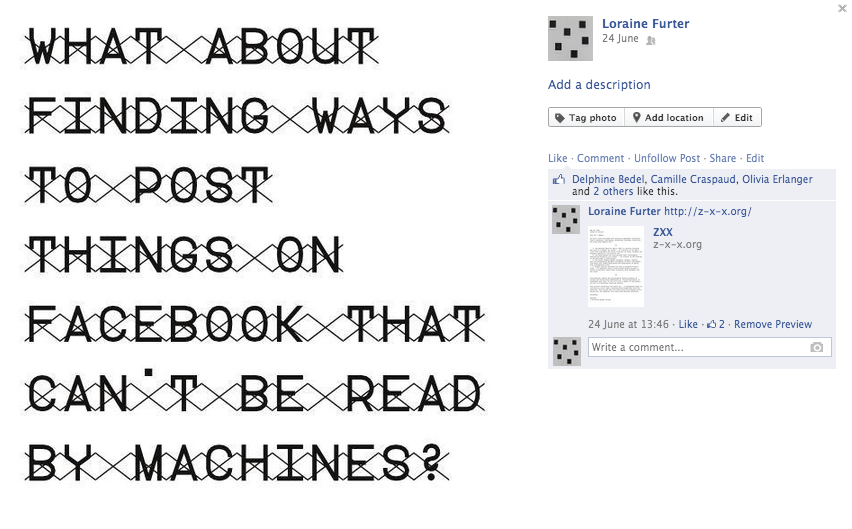 WHAT ABOUT
FINDING WAYS
TO POST
THINGS ON
FACEBOOK THAT
CAN'T BE READ
BY MACHINES?
Loraine Furter
24 June
Add a description
Tag photo
Add location
Edit
Like · Comment · Unfollow Post · Share · Edit
Delphine Bedel, Camille Craspaud, Olivia Erlanger
and 2 others like this.
Loraine Furter http://z-x-x.org/
ZXX
z-x-x.org
24 June at 13:46 · Like · 2 · Remove Preview
Write a comment...